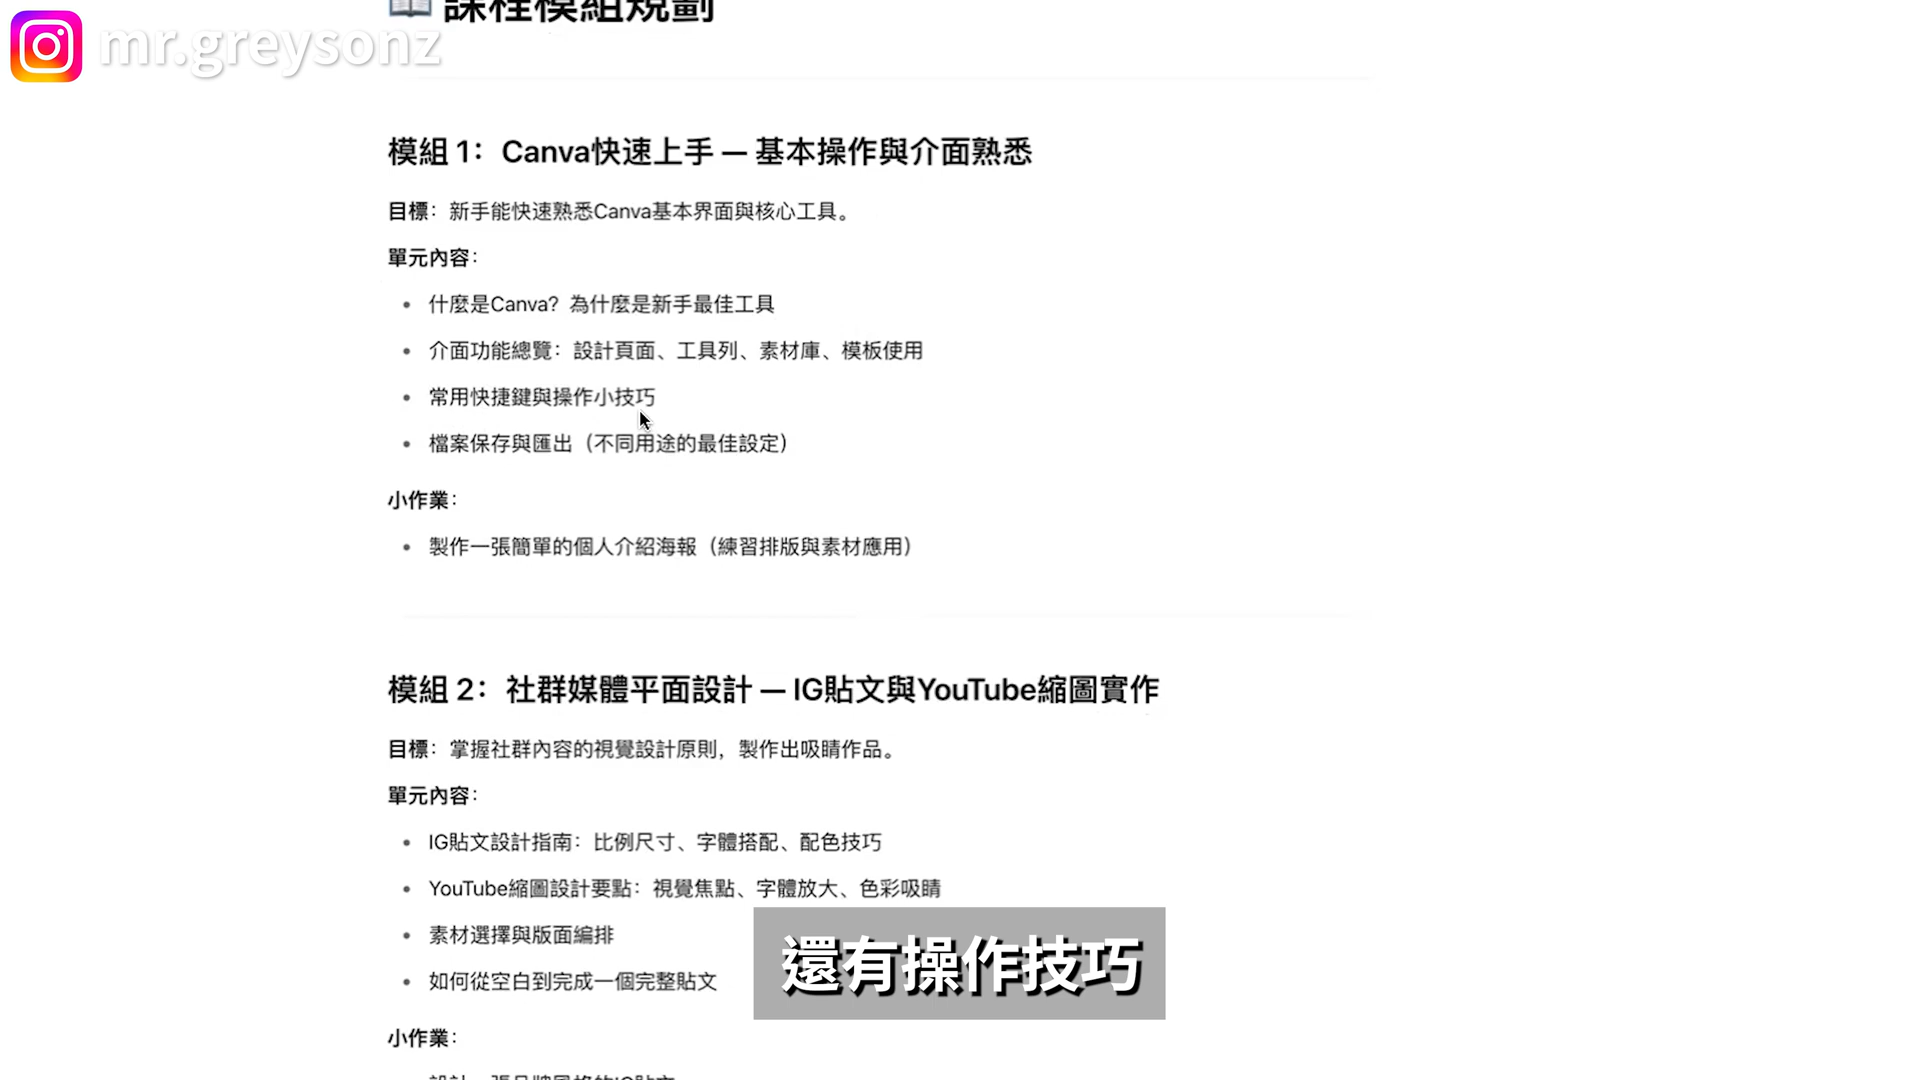 課程模組規劃
mr.greysonz
模組 1：Canva快速上手 — 基本操作與介面熟悉
目標：新手能快速熟悉Canva基本界面與核心工具。
單元內容：
• 什麼是Canva？為什麼是新手最佳工具
• 介面功能總覽：設計頁面、工具列、素材庫、模板使用
• 常用快捷鍵與操作小技巧
• 檔案保存與匯出（不同用途的最佳設定）
小作業：
• 製作一張簡單的個人介紹海報（練習排版與素材應用）
模組 2：社群媒體平面設計 — IG貼文與YouTube縮圖實作
目標：掌握社群內容的視覺設計原則，製作出吸睛作品。
單元內容：
• IG貼文設計指南：比例尺寸、字體搭配、配色技巧
• YouTube縮圖設計要點：視覺焦點、字體放大、色彩吸睛
• 素材選擇與版面編排
• 如何從空白到完成一個完整貼文
還有操作技巧
小作業：
• 設計一張品牌風格的IG貼文